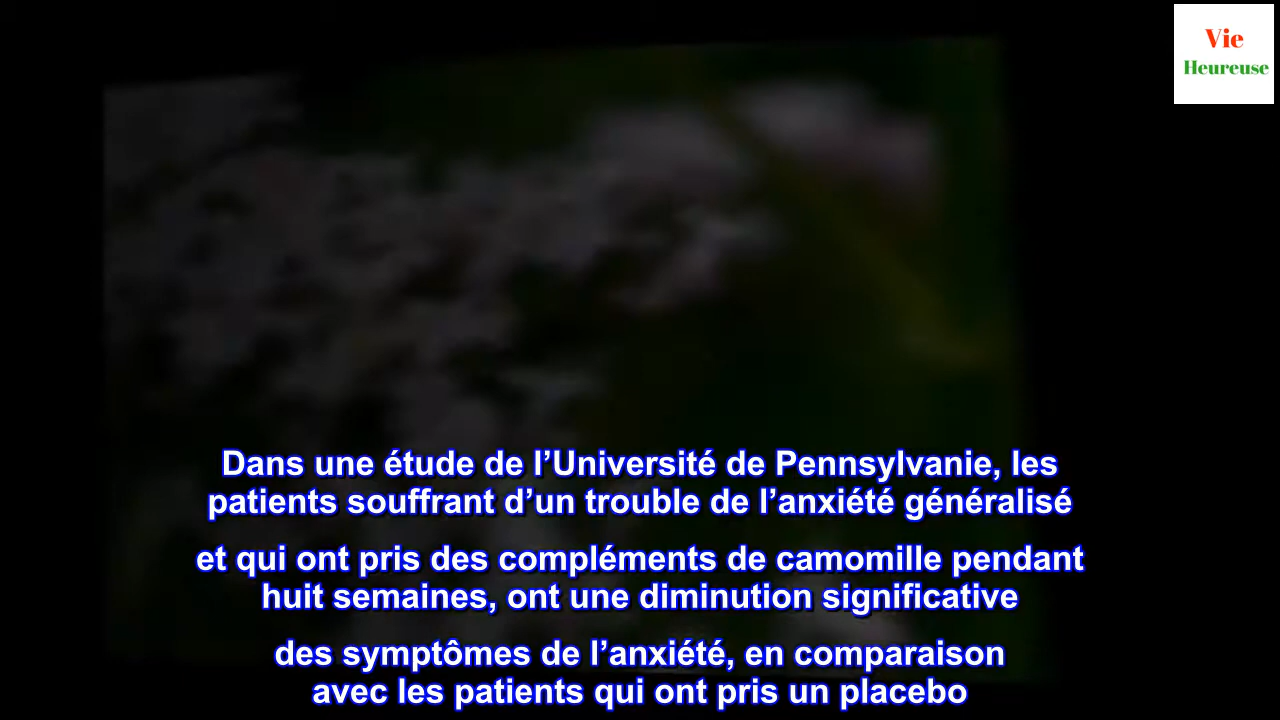 Vie
Heureuse
Dans une étude de l’Université de Pennsylvanie, les
patients souffrant d’un trouble de l’anxiété généralisé
et qui ont pris des compléments de camomille pendant
huit semaines, ont une diminution significative
des symptômes de l’anxiété, en comparaison
avec les patients qui ont pris un placebo